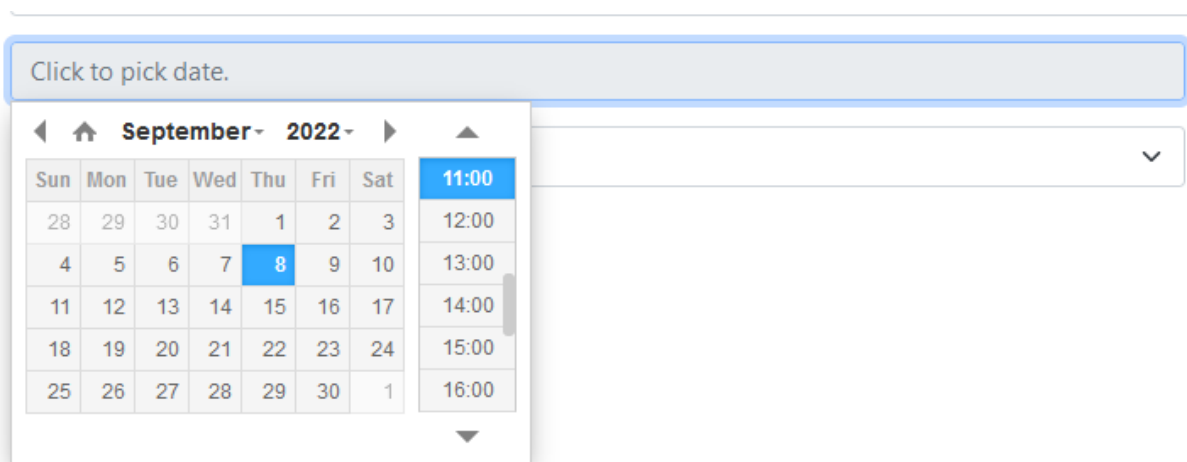 Click to pick date.
September 2022
Sun Mon Tue Wed Thu Fri Sat
28 29 30 31 1 2 3
4 5 6 7 8 9 10
11 12 13 14 15 16 17
18 19 20 21 22 23 24
25 26 27 28 29 30 1
11:00
12:00
13:00
14:00
15:00
16:00